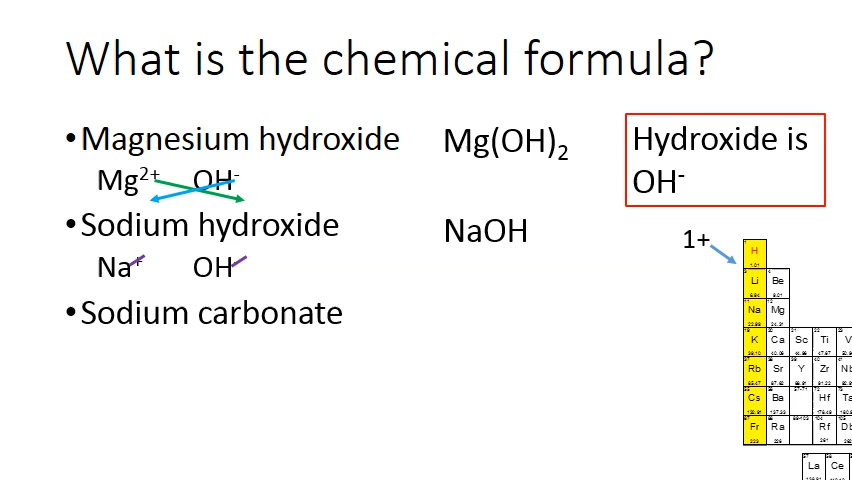 What is the chemical formula?
•Magnesium hydroxide Mg(OH)₂
Mg²⁺ OH⁻
•Sodium hydroxide NaOH
Na⁺ OH
•Sodium carbonate
Hydroxide is
OH⁻
1+
H
1.01
Li Be
Na Mg
K Ca Sc Ti V
Rb Sr Y Zr Nb
Cs Ba Hf Ta
Fr Ra Rf Db
La Ce